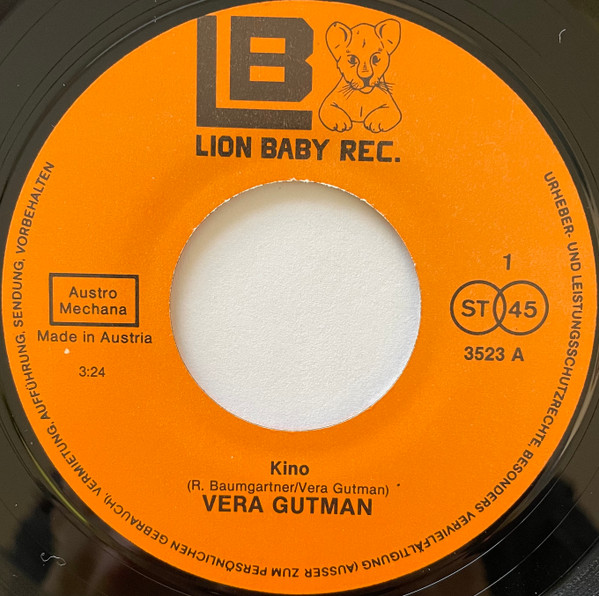 LB
LION BABY REC.
URHEBER- UND LEISTUNGSSCHUTZRECHTE, BESONDERS VERVIELFÄLTIGUNG (AUSSER ZUM PERSÖNLICHEN GEBRAUCH), VERMIETUNG, AUFFÜHRUNG, SENDUNG, VORBEHALTEN
Austro
Mechana
Made in Austria
3:24
1
ST 45
3523 A
Kino
(R. Baumgartner/Vera Gutman)
VERA GUTMAN